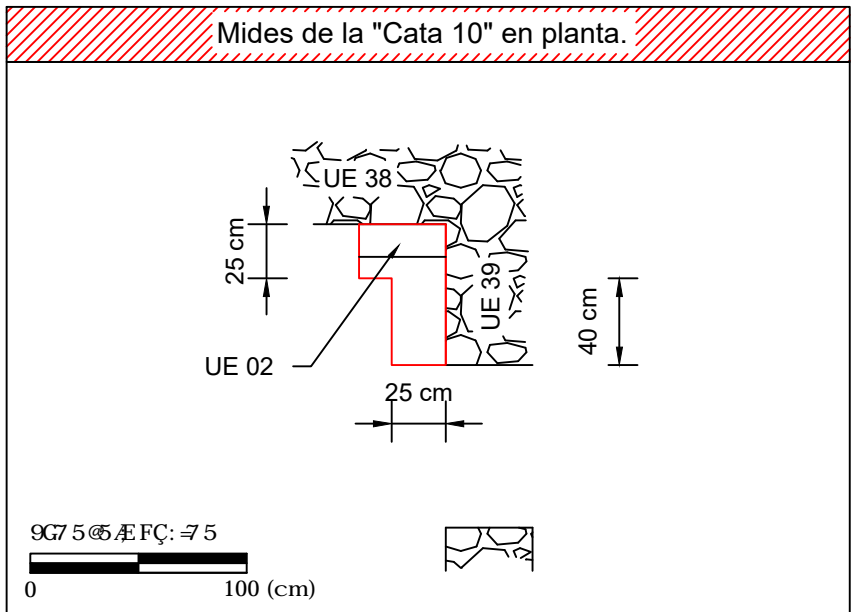 Mides de la "Cata 10" en planta.
UE 38
25 cm
UE 39
40 cm
UE 02
25 cm
0
100 (cm)